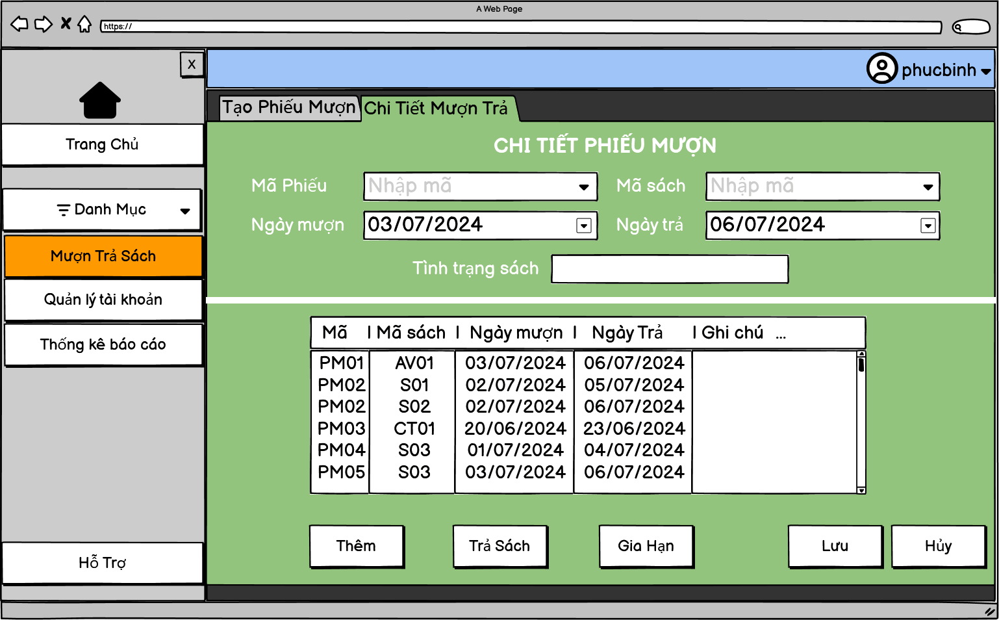 A Web Page
https://
X
phucbinh
Tạo Phiếu Mượn
Chi Tiết Mượn Trả
Trang Chủ
Danh Mục
Mượn Trả Sách
Quản lý tài khoản
Thống kê báo cáo
Hỗ Trợ
CHI TIẾT PHIẾU MƯỢN
Mã Phiếu Nhập mã Mã sách Nhập mã
Ngày mượn 03/07/2024 Ngày trả 06/07/2024
Tình trạng sách
Mã | Mã sách | Ngày mượn | Ngày Trả | Ghi chú ...
PM01 AV01 03/07/2024 06/07/2024
PM02 S01 02/07/2024 05/07/2024
PM02 S02 02/07/2024 06/07/2024
PM03 CT01 20/06/2024 23/06/2024
PM04 S03 01/07/2024 04/07/2024
PM05 S03 03/07/2024 06/07/2024
Thêm Trả Sách Gia Hạn Lưu Hủy